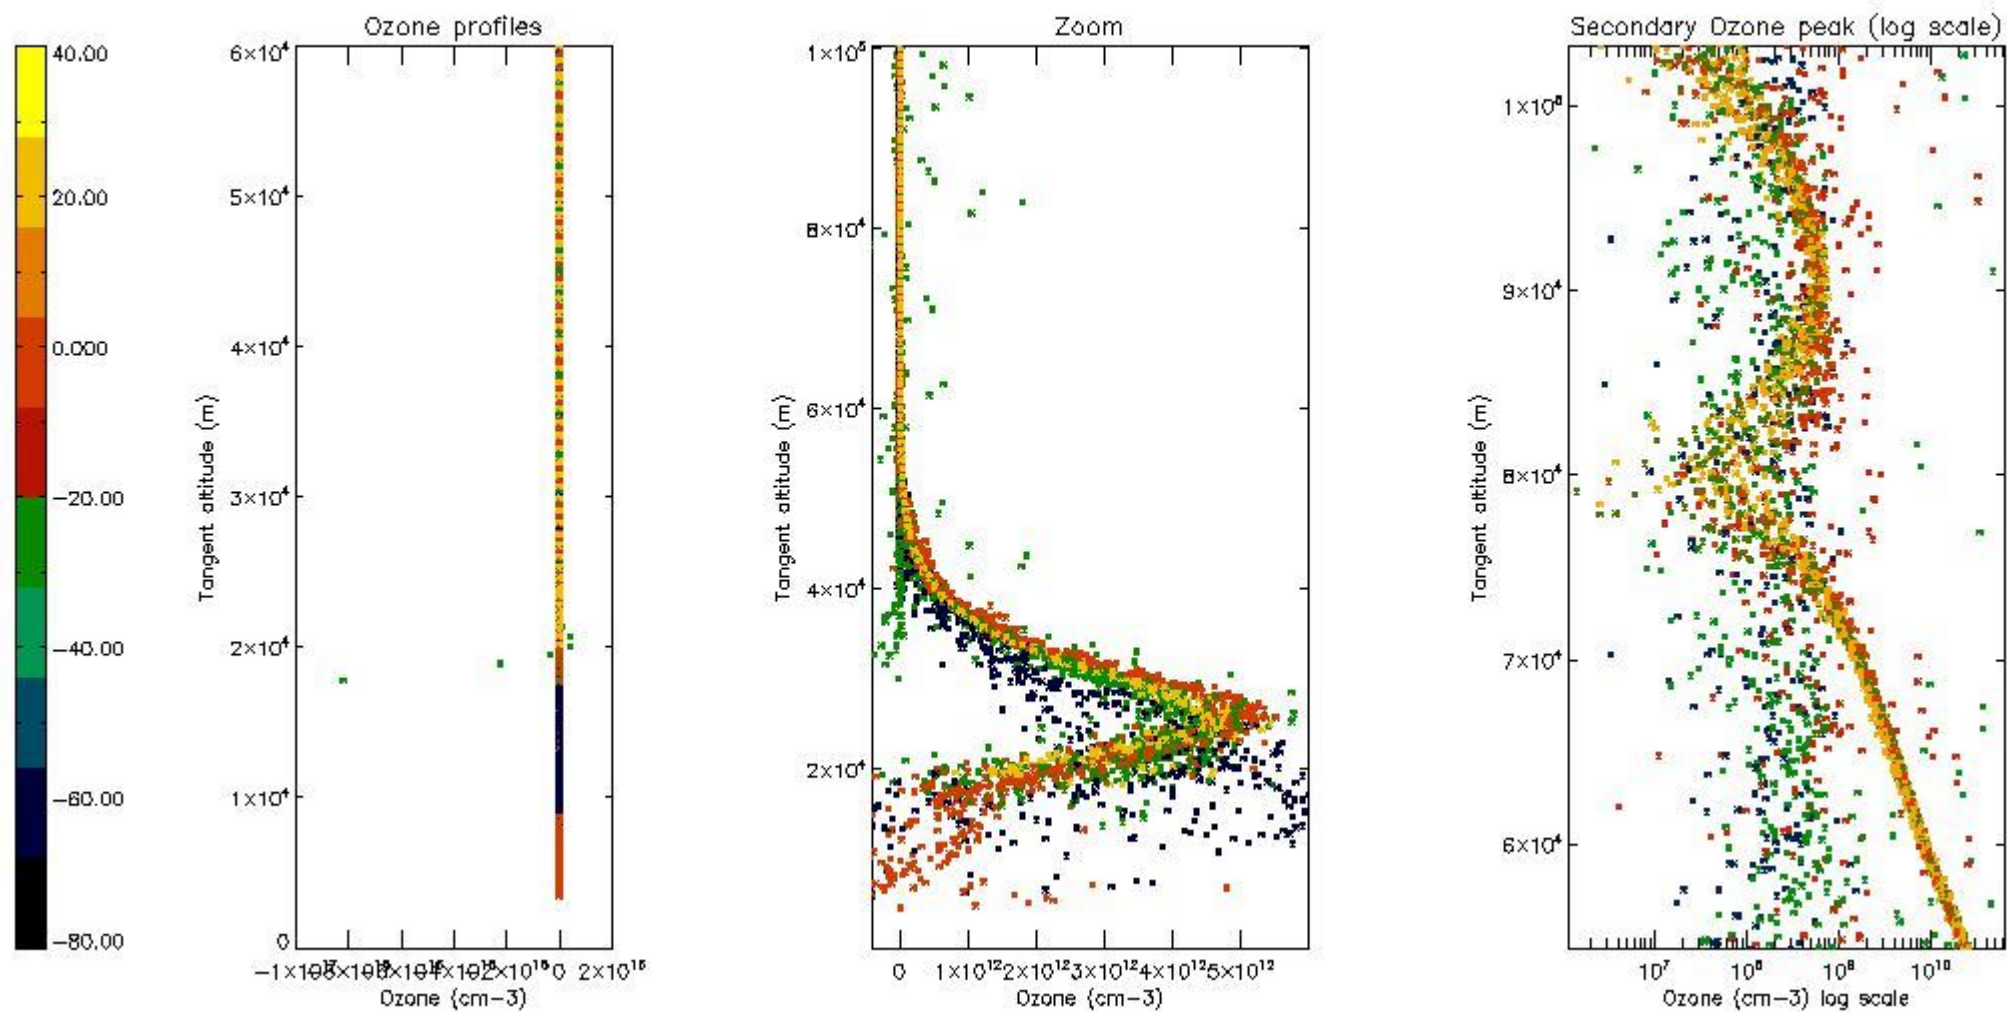 Ozone profiles
Zoom
Secondary Ozone peak (log scale)
40.00
20.00
0.000
-20.00
-40.00
-60.00
-80.00
6×10⁴
5×10⁴
4×10⁴
3×10⁴
2×10⁴
1×10⁴
0
Tangent altitude (m)
0 2×10¹⁶
Ozone (cm-3)
1×10⁵
8×10⁴
6×10⁴
4×10⁴
2×10⁴
Tangent altitude (m)
0 1×10¹² 2×10¹² 3×10¹² 4×10¹² 5×10¹²
Ozone (cm-3)
9×10⁴
8×10⁴
7×10⁴
6×10⁴
Tangent altitude (m)
10⁷ 10⁸ 10⁹ 10¹⁰
Ozone (cm-3) log scale